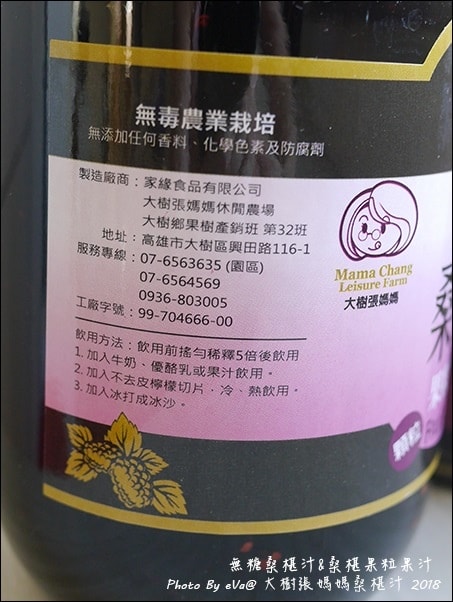 無毒農業栽培
無添加任何香料、化學色素及防腐劑
製造廠商：家緣食品有限公司
大樹張媽媽休閒農場
大樹鄉果樹產銷班 第32班
地址：高雄市大樹區興田路116-1
服務專線：07-6563635 (園區)
07-6564569
0936-803005
工廠字號：99-704666-00
飲用方法：飲用前搖勻稀釋5倍後飲用
1. 加入牛奶、優酪乳或果汁飲用。
2. 加入不去皮檸檬切片，冷、熱飲用。
3. 加入冰打成冰沙。
Mama Chang
Leisure Farm
大樹張媽媽
桑
顆粒
無糖桑椹汁&桑椹果粒果汁
Photo By eVa@ 大樹張媽媽桑椹汁 2018